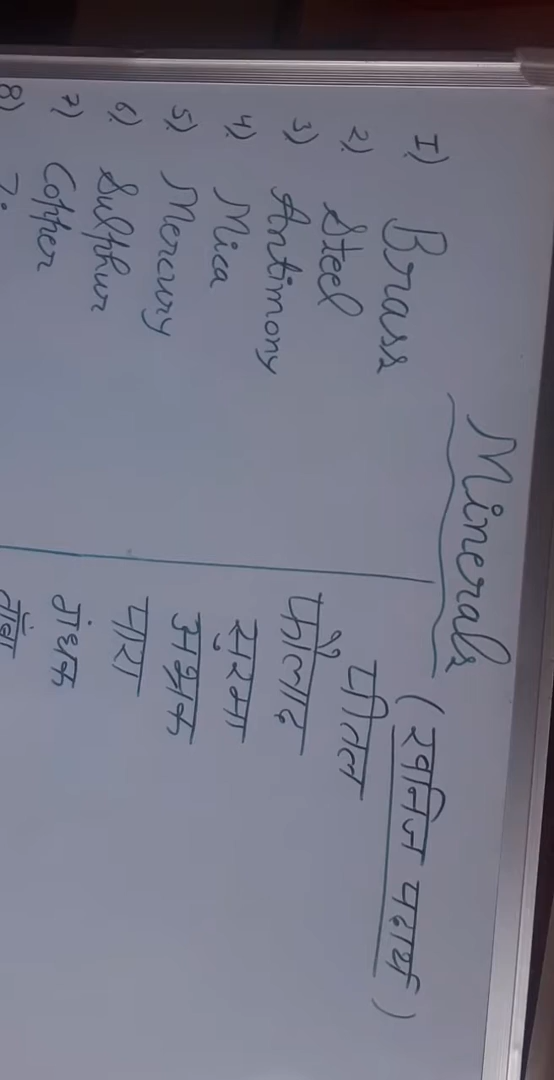 Minerals (खनिज पदार्थ)
1) Brass पीतल
2) Steel फौलाद
3) Antimony सुरमा
4) Mica अभ्रक
5) Mercury पारा
6) Sulphur गंधक
7) Copper ताँबा
8)